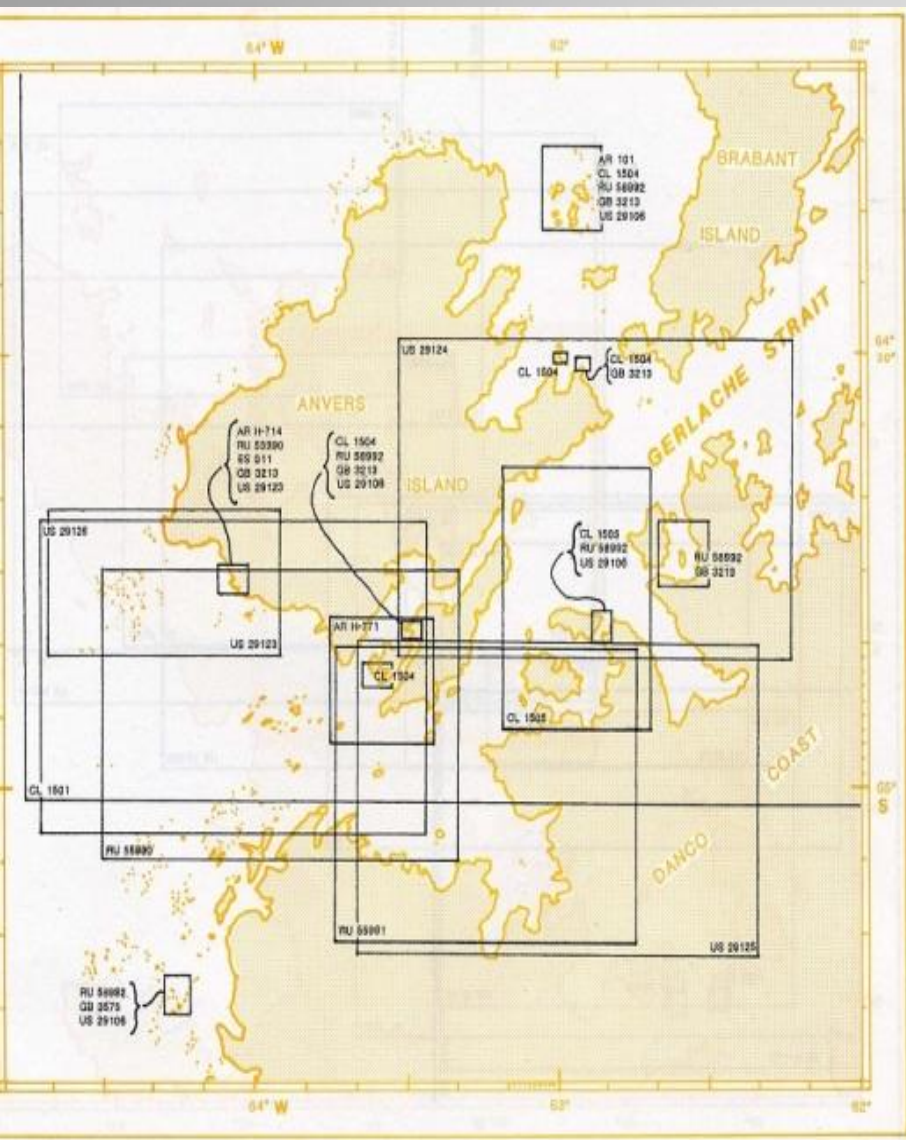 64° W
63°
62°
AR 101
CL 1504
RU 58992
GB 3213
US 29106
BRABANT
ISLAND
GERLACHE STRAIT
64°
30'
US 29124
CL 1504
CL 1504
GB 3213
ANVERS
ISLAND
AR H-714
RU 55990
ES 511
GB 3213
US 29123
CL 1504
RU 58992
GB 3213
US 29106
CL 1505
RU 58992
US 29106
RU 58992
GB 3213
US 29126
US 29123
AR H-771
CL 1504
CL 1505
COAST
65°
S
CL 1501
RU 55990
DANCO
RU 55991
US 29125
RU 58992
GB 3575
US 29106
64° W
63°
62°